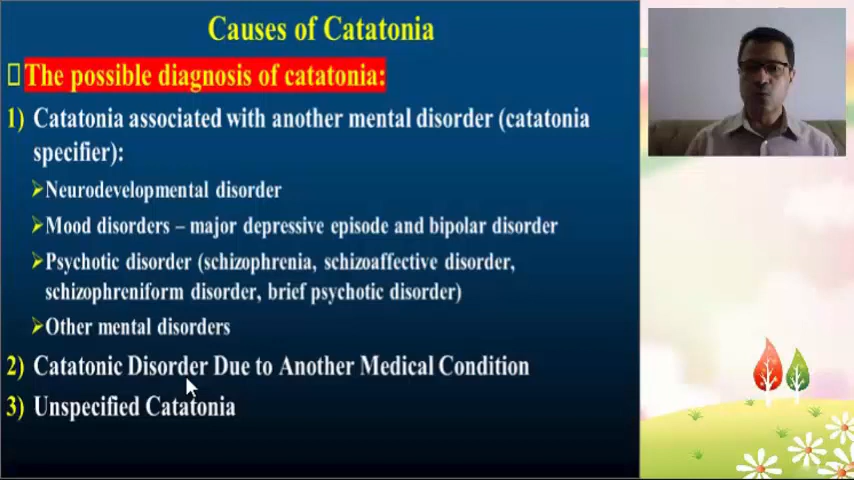 Causes of Catatonia
The possible diagnosis of catatonia:
1) Catatonia associated with another mental disorder (catatonia
specifier):
➢Neurodevelopmental disorder
➢Mood disorders – major depressive episode and bipolar disorder
➢Psychotic disorder (schizophrenia, schizoaffective disorder,
schizophreniform disorder, brief psychotic disorder)
➢Other mental disorders
2) Catatonic Disorder Due to Another Medical Condition
3) Unspecified Catatonia